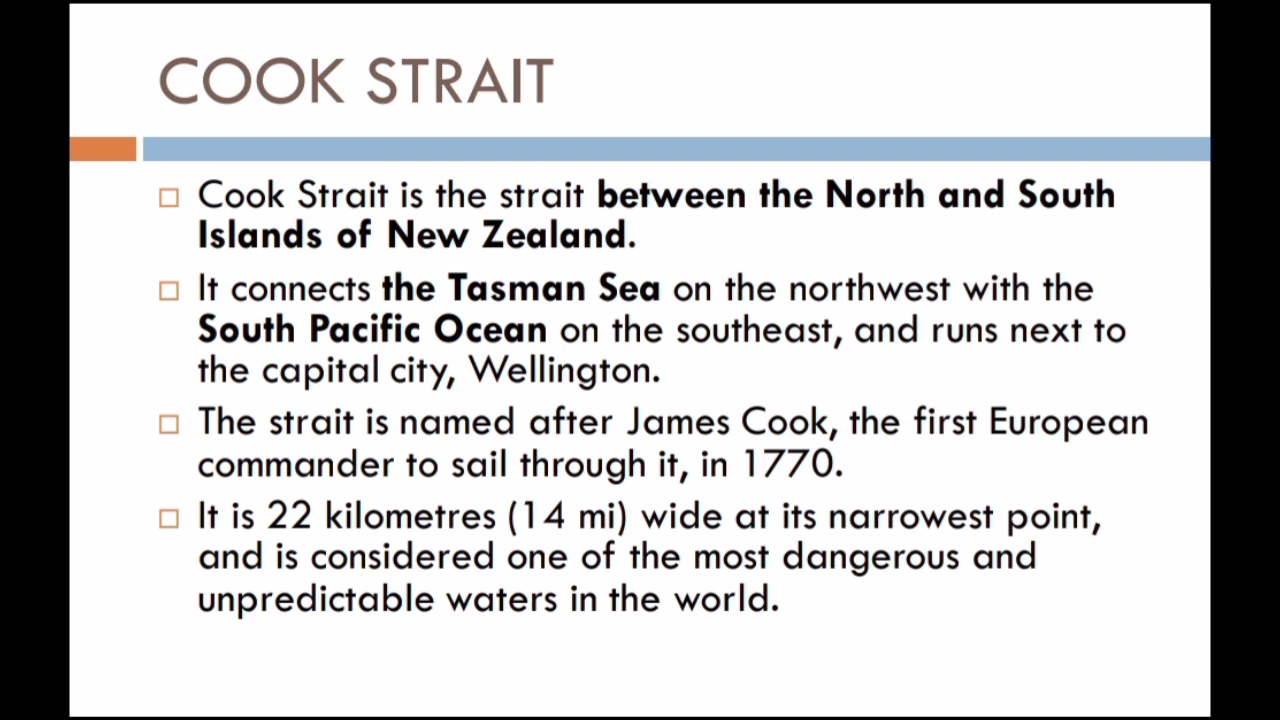 COOK STRAIT
Cook Strait is the strait between the North and South
Islands of New Zealand.
It connects the Tasman Sea on the northwest with the
South Pacific Ocean on the southeast, and runs next to
the capital city, Wellington.
The strait is named after James Cook, the first European
commander to sail through it, in 1770.
It is 22 kilometres (14 mi) wide at its narrowest point,
and is considered one of the most dangerous and
unpredictable waters in the world.